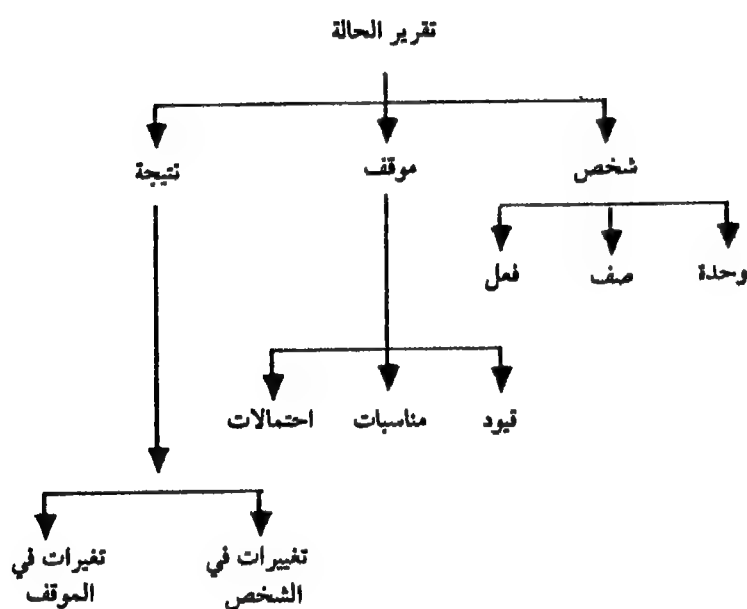 تقرير الحالة
شخص
موقف
نتيجة
وحدة
صف
فعل
قيود
مناسبات
احتمالات
تغييرات في
الشخص
تغيرات في
الموقف